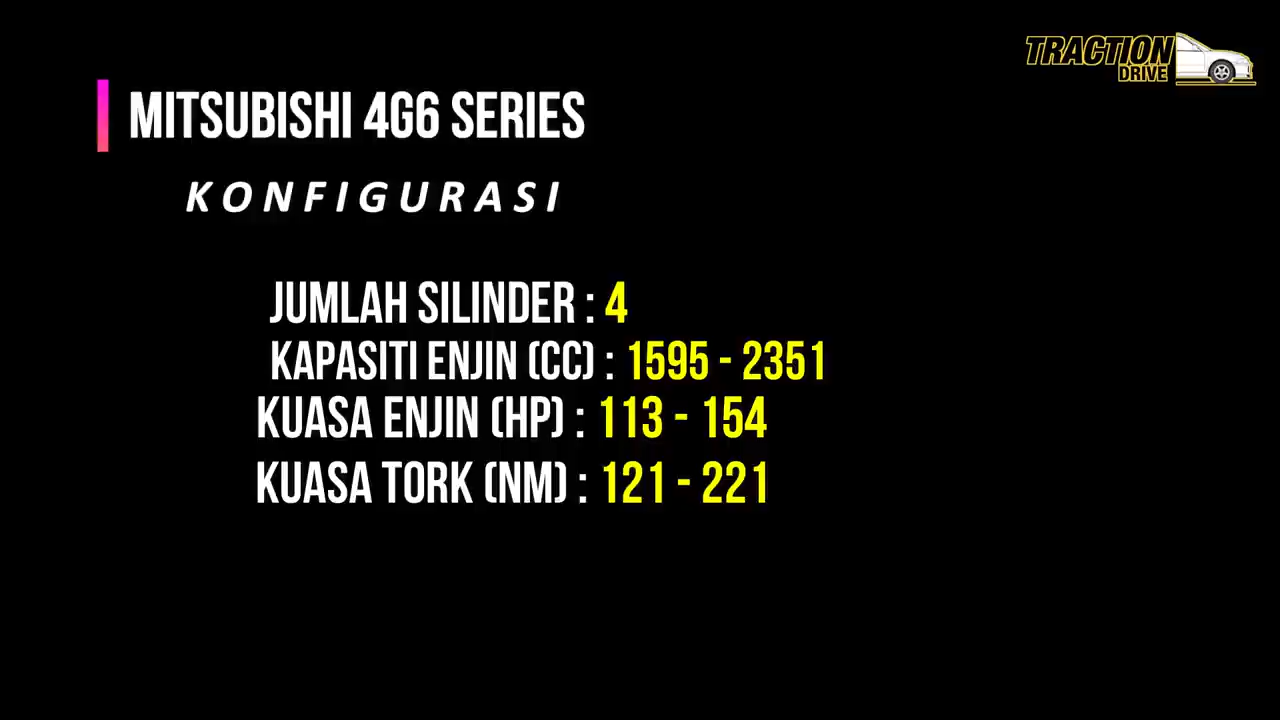 TRACTION
DRIVE
MITSUBISHI 4G6 SERIES
KONFIGURASI
JUMLAH SILINDER : 4
KAPASITI ENJIN (CC) : 1595 - 2351
KUASA ENJIN (HP) : 113 - 154
KUASA TORK (NM) : 121 - 221